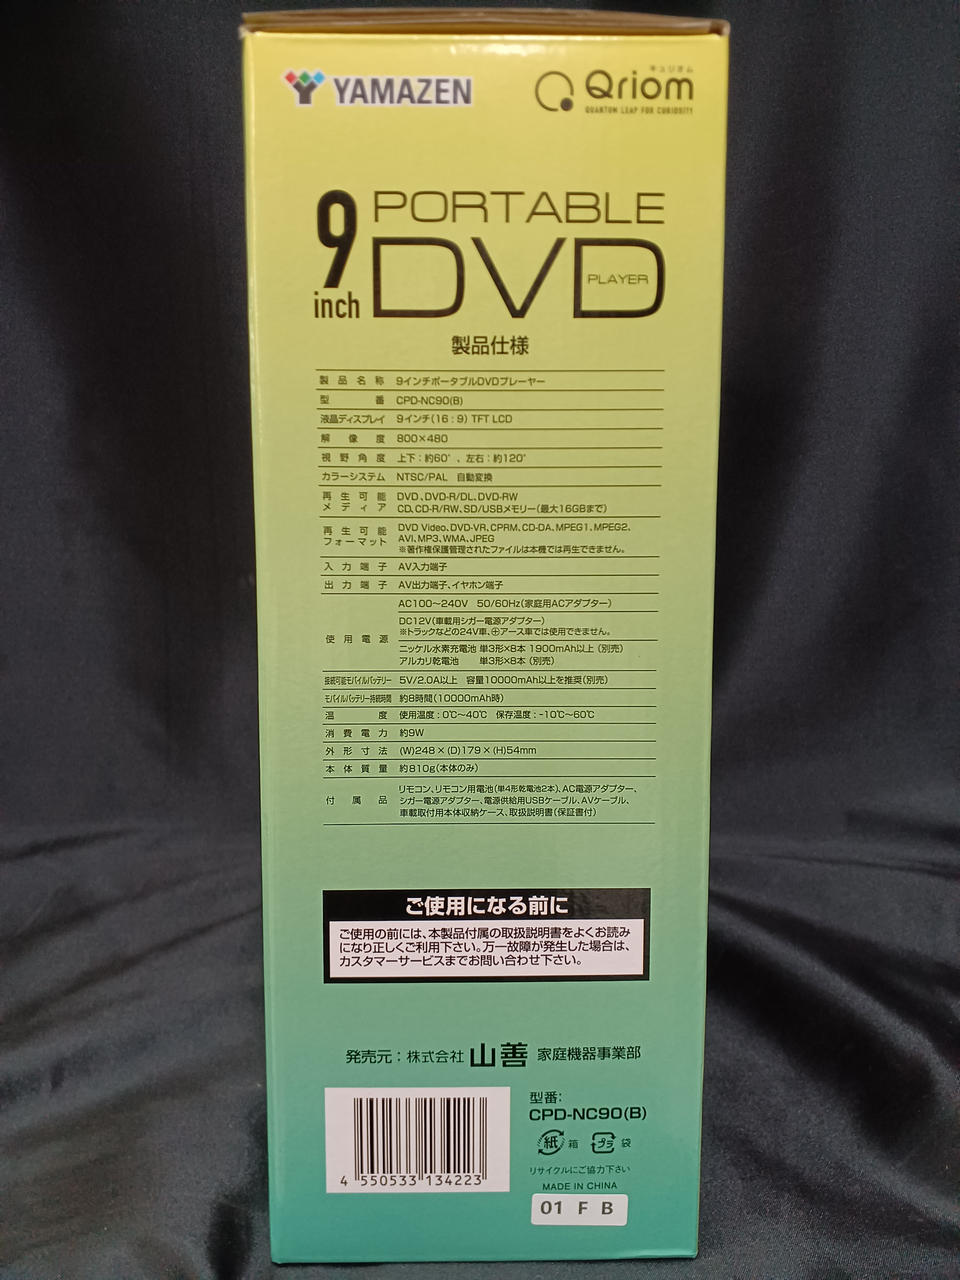 YAMAZEN
キュリオム
Qriom
QUANTUM LEAP FOR CURIOSITY
9 inch
PORTABLE
DVD
PLAYER
製品仕様
製品名称 9インチポータブルDVDプレーヤー
型番 CPD-NC90(B)
液晶ディスプレイ 9インチ(16:9) TFT LCD
解像度 800×480
視野角度 上下:約60°、左右:約120°
カラーシステム NTSC/PAL 自動変換
再生可能メディア DVD、DVD-R/DL、DVD-RW
CD、CD-R/RW、SD/USBメモリー(最大16GBまで)
再生可能フォーマット DVD Video、DVD-VR、CPRM、CD-DA、MPEG1、MPEG2、
AVI、MP3、WMA、JPEG
※著作権保護管理されたファイルは本機では再生できません。
入力端子 AV入力端子
出力端子 AV出力端子、イヤホン端子
使用電源 AC100～240V 50/60Hz(家庭用ACアダプター)
DC12V(車載用シガー電源アダプター)
※トラックなどの24V車、⊕アース車では使用できません。
ニッケル水素充電池 単3形×8本 1900mAh以上 (別売)
アルカリ乾電池 単3形×8本 (別売)
接続可能モバイルバッテリー 5V/2.0A以上 容量10000mAh以上を推奨(別売)
モバイルバッテリー持続時間 約8時間(10000mAh時)
温度 使用温度:0℃～40℃ 保存温度:-10℃～60℃
消費電力 約9W
外形寸法 (W)248×(D)179×(H)54mm
本体質量 約810g(本体のみ)
付属品 リモコン、リモコン用電池(単4形乾電池2本)、AC電源アダプター、
シガー電源アダプター、電源供給用USBケーブル、AVケーブル、
車載取付用本体収納ケース、取扱説明書(保証書付)
ご使用になる前に
ご使用の前には、本製品付属の取扱説明書をよくお読み
になり正しくご利用下さい。万一故障が発生した場合は、
カスタマーサービスまでお問い合わせ下さい。
発売元:株式会社 山善 家庭機器事業部
4 550533 134223
型番:
CPD-NC90(B)
紙 箱 プラ 袋
リサイクルにご協力下さい
MADE IN CHINA
01 F B